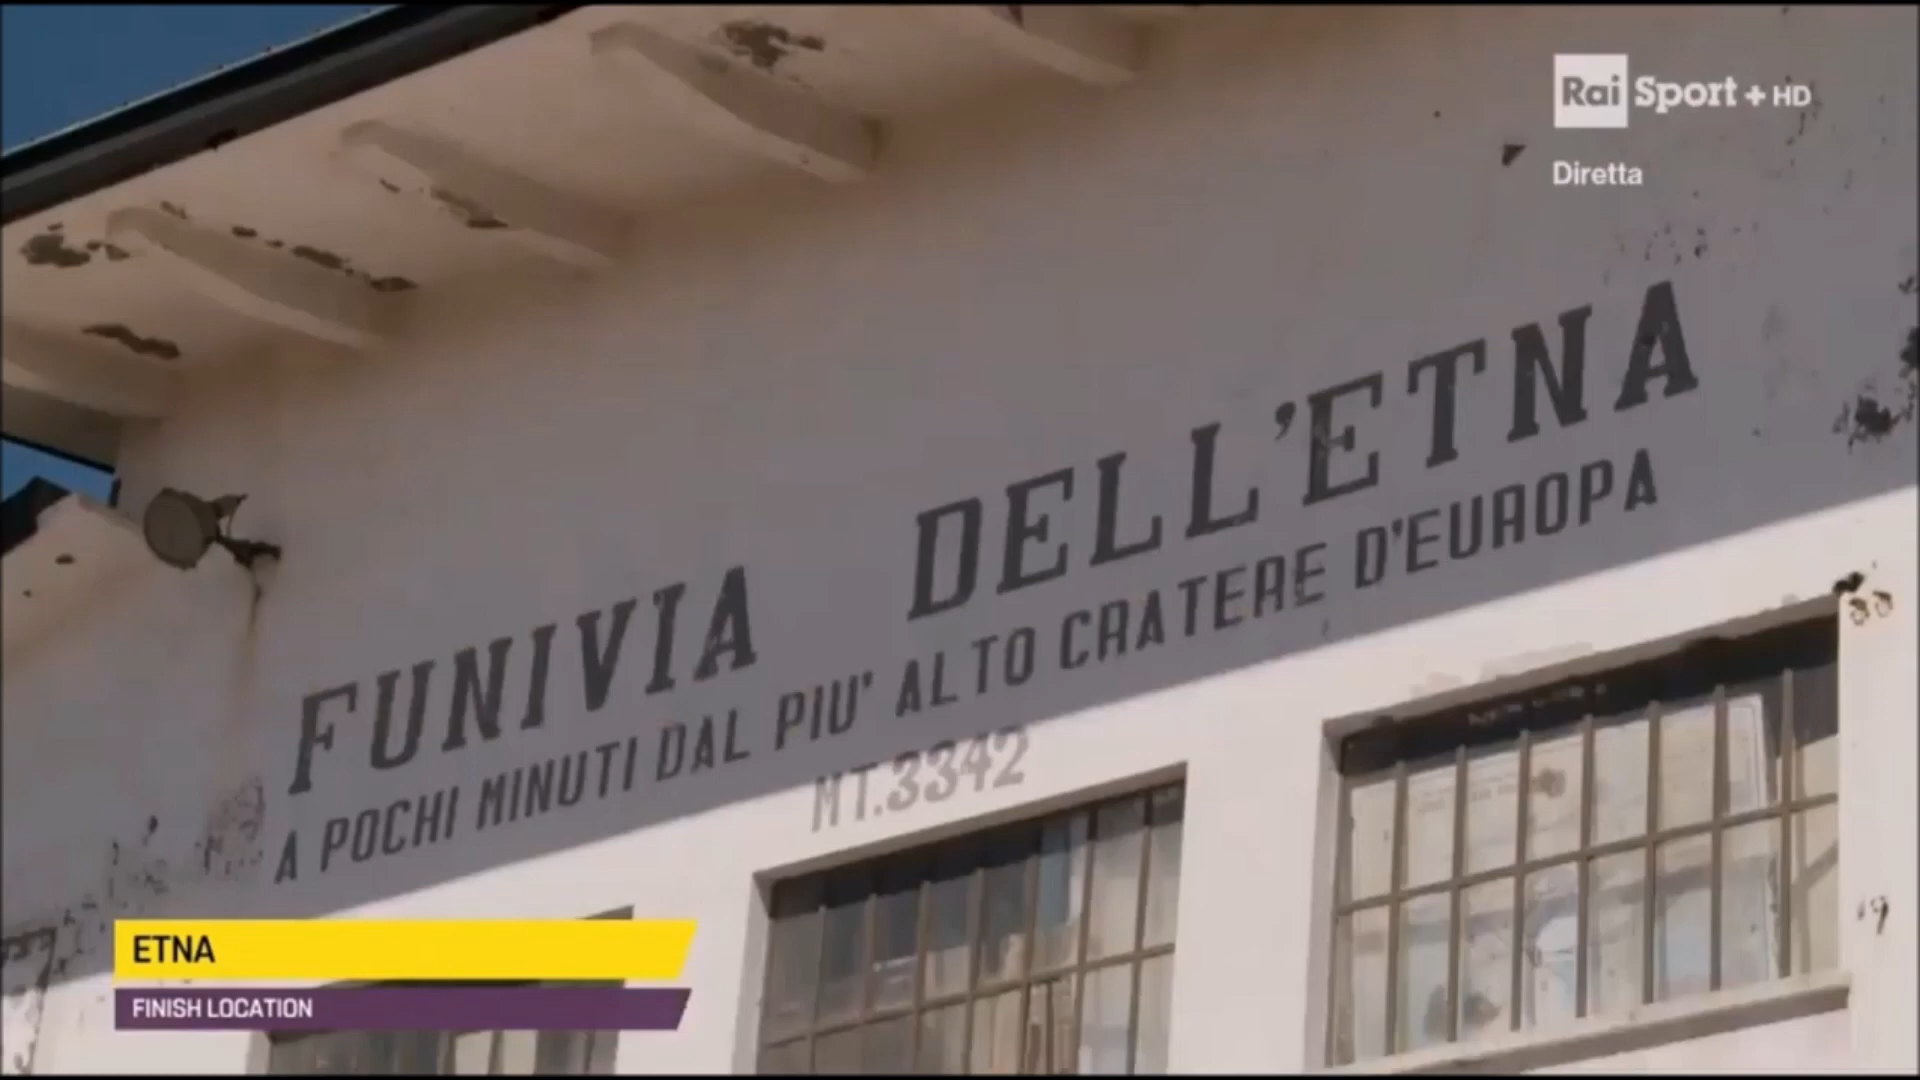 Rai Sport + HD
Diretta
FUNIVIA DELL'ETNA
A POCHI MINUTI DAL PIU' ALTO CRATERE D'EUROPA
MT.3342
ETNA
FINISH LOCATION